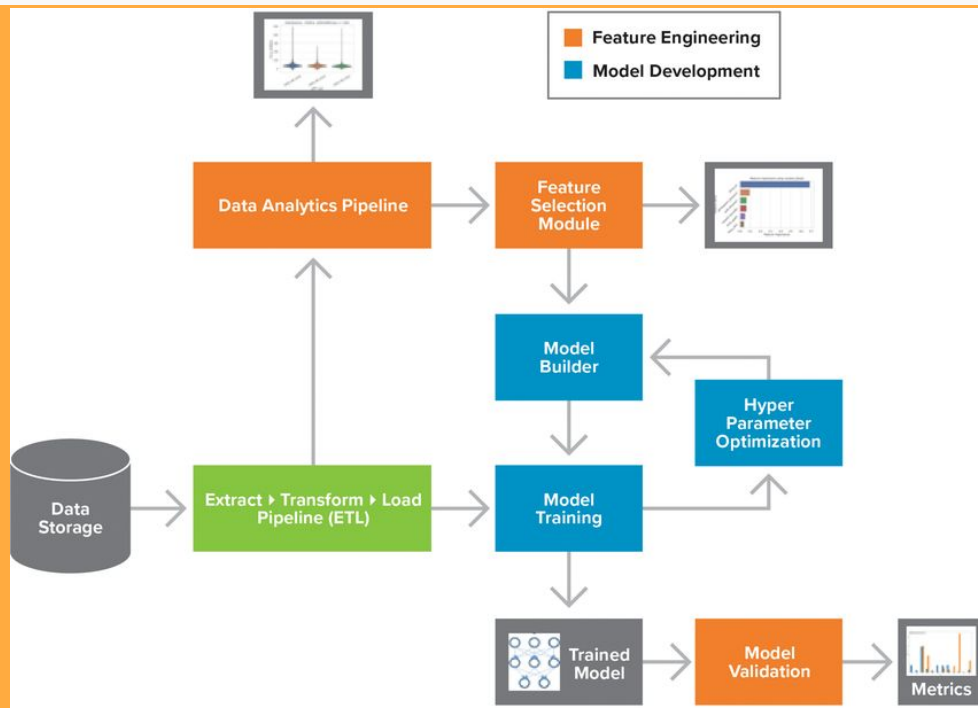 Feature Engineering
Model Development
Data Analytics Pipeline
Feature
Selection
Module
Model
Builder
Hyper
Parameter
Optimization
Data
Storage
Extract ▸ Transform ▸ Load
Pipeline (ETL)
Model
Training
Trained
Model
Model
Validation
Metrics